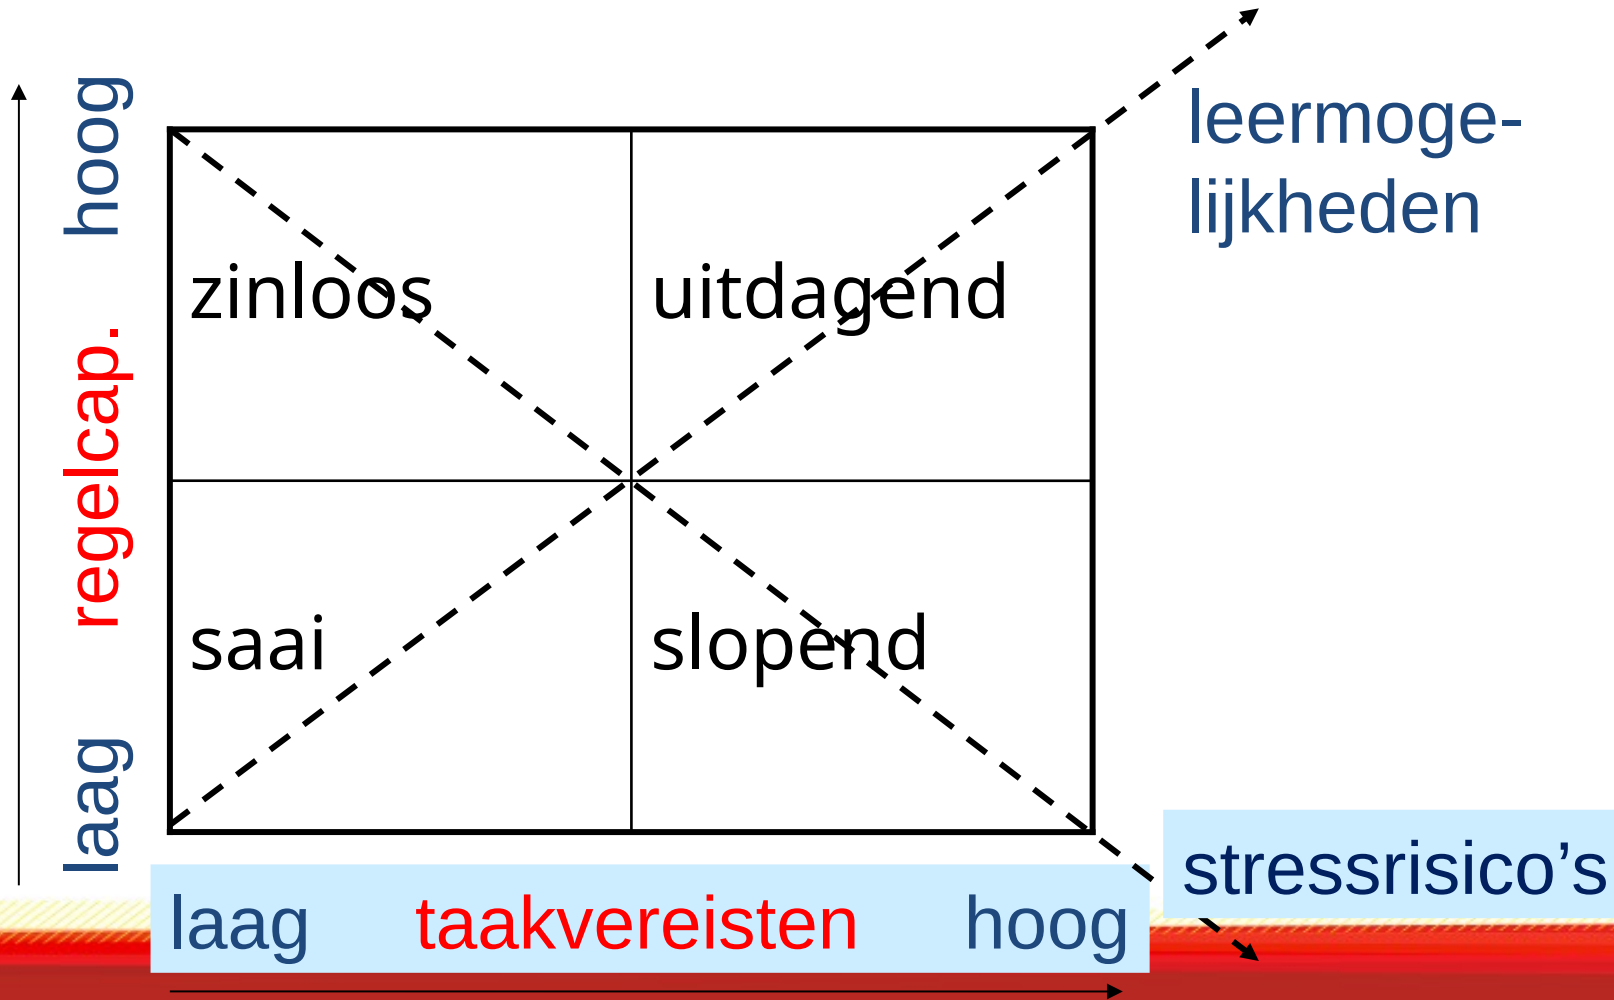 leermoge-
lijkheden
zinloos uitdagend
saai slopend
laag regelcap. hoog
stressrisico’s
laag taakvereisten hoog